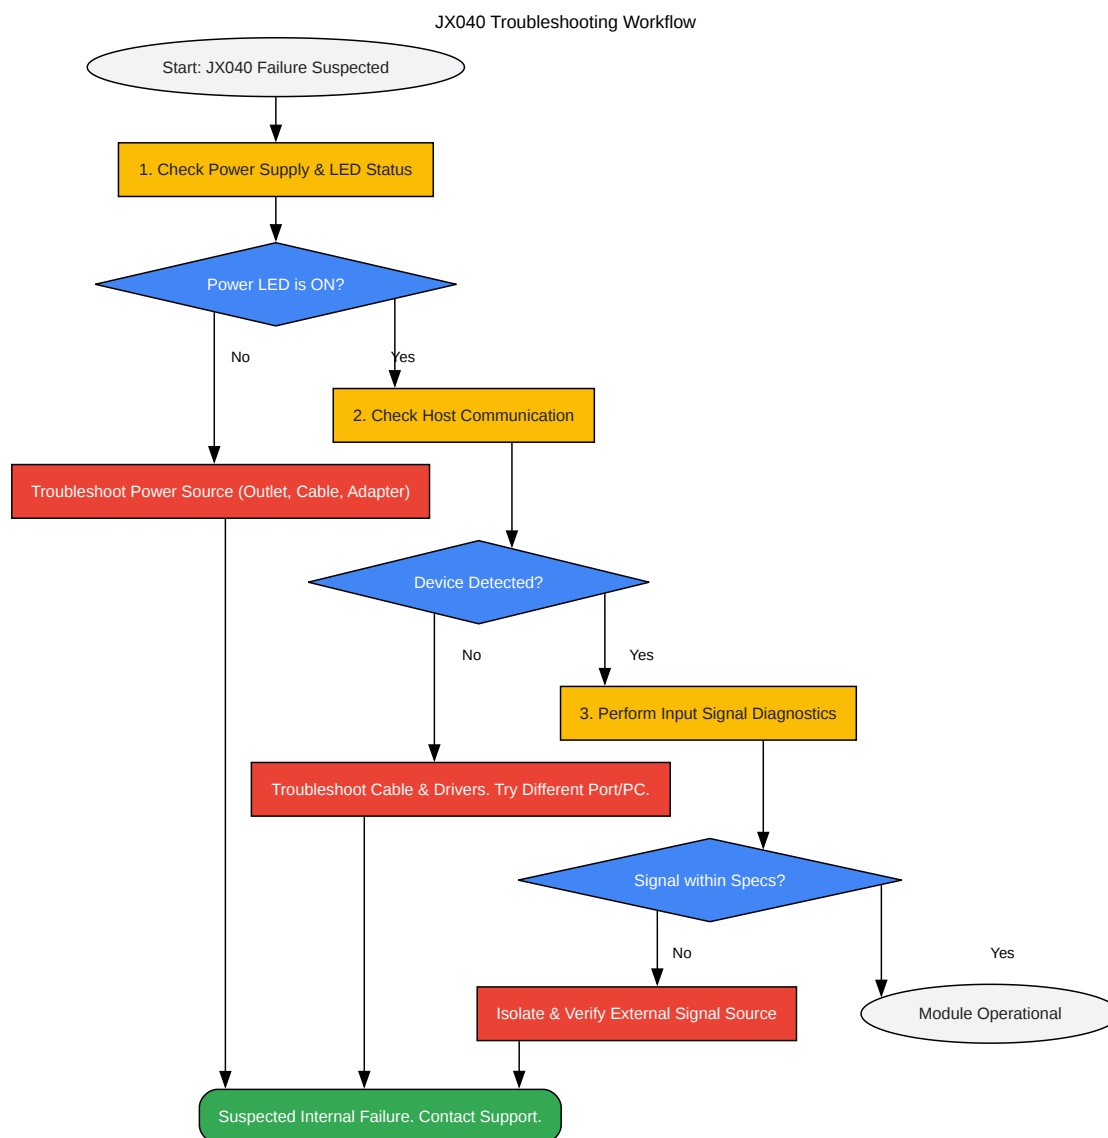 JX040 Troubleshooting Workflow
Start: JX040 Failure Suspected
1. Check Power Supply & LED Status
Power LED is ON?
No
Yes
2. Check Host Communication
Troubleshoot Power Source (Outlet, Cable, Adapter)
Device Detected?
No
Yes
3. Perform Input Signal Diagnostics
Troubleshoot Cable & Drivers. Try Different Port/PC.
Signal within Specs?
No
Yes
Isolate & Verify External Signal Source
Module Operational
Suspected Internal Failure. Contact Support.